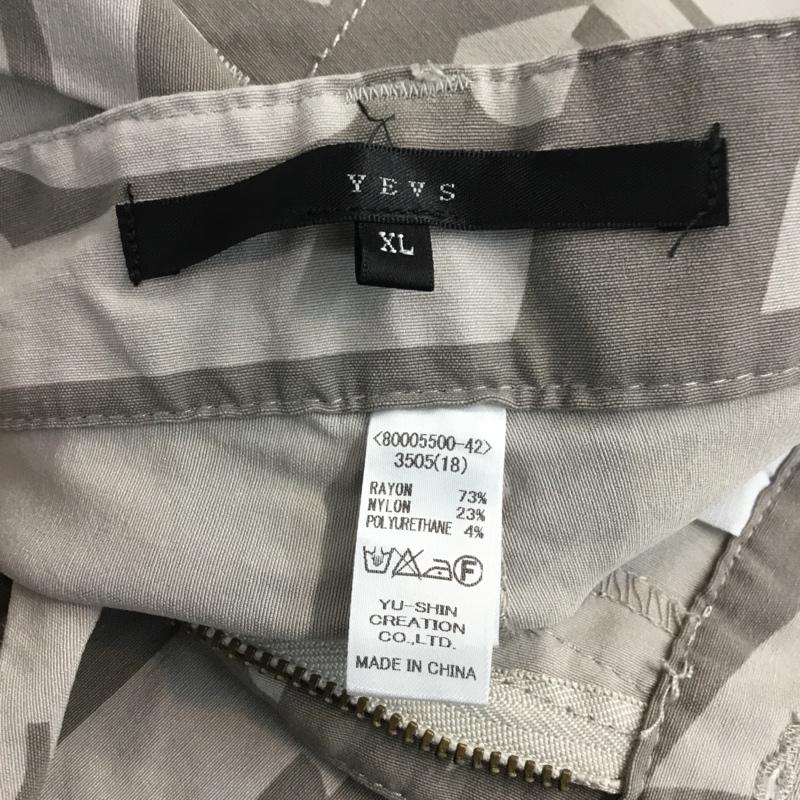 YEVS
XL
<80005500-42>
3505(18)
RAYON 73%
NYLON 23%
POLYURETHANE 4%
F
YU-SHIN
CREATION
CO.,LTD.
MADE IN CHINA